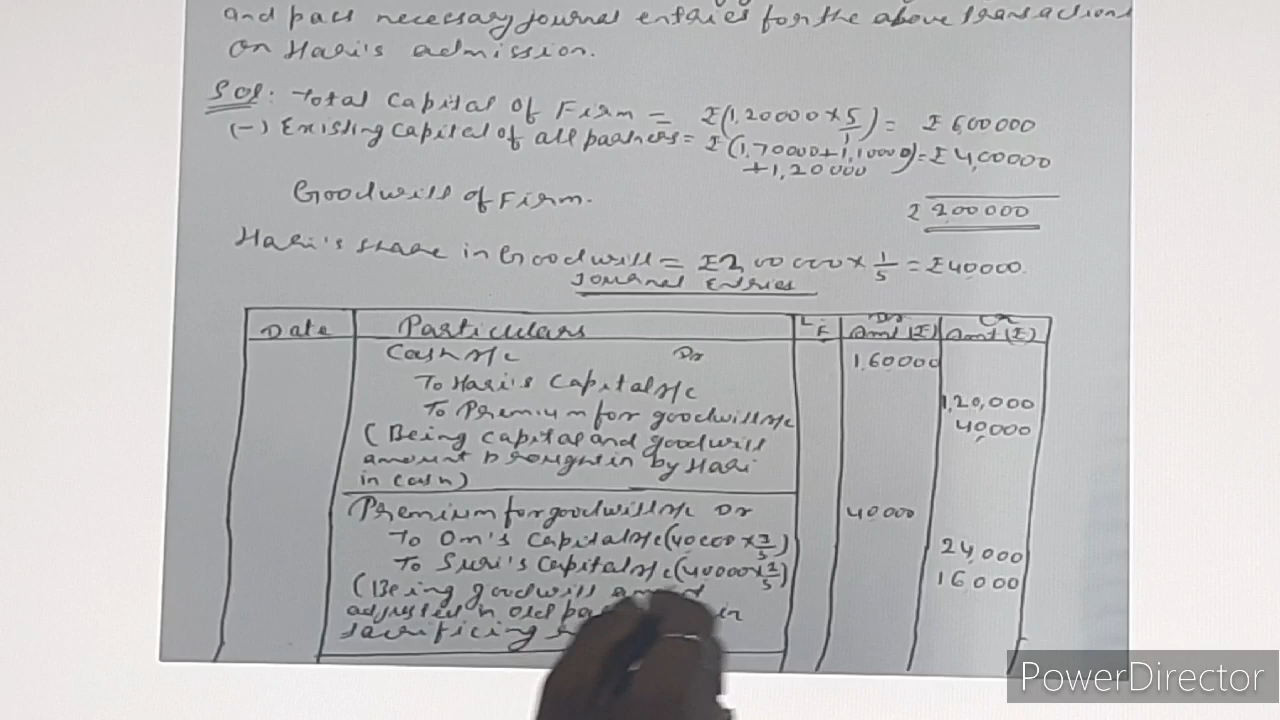 and pass necessary journal entries for the above transactions
on Hari's admission.
Sol: Total Capital of Firm = ₹(1,20000 × 5/1) = ₹ 600000
(-) Existing capital of all partners = ₹(1,70000 + 1,10000 + 1,20000) = ₹4,00000
Goodwill of Firm. ₹ 200000
Hari's share in Goodwill = ₹2,00000 × 1/5 = ₹40000.
Journal Entries
Date Particulars L.F Dr Amt (₹) Cr Amt (₹)
Cash A/c Dr 1,60000
To Hari's Capital A/c 1,20,000
To Premium for goodwill A/c 40,000
(Being capital and goodwill
amount brought in by Hari
in cash)
Premium for goodwill A/c Dr 40000
To Om's Capital A/c (40000 × 3/5) 24,000
To Suri's Capital A/c (40000 × 2/5) 16000
(Being goodwill
adjusted in old
sacrificing
PowerDirector